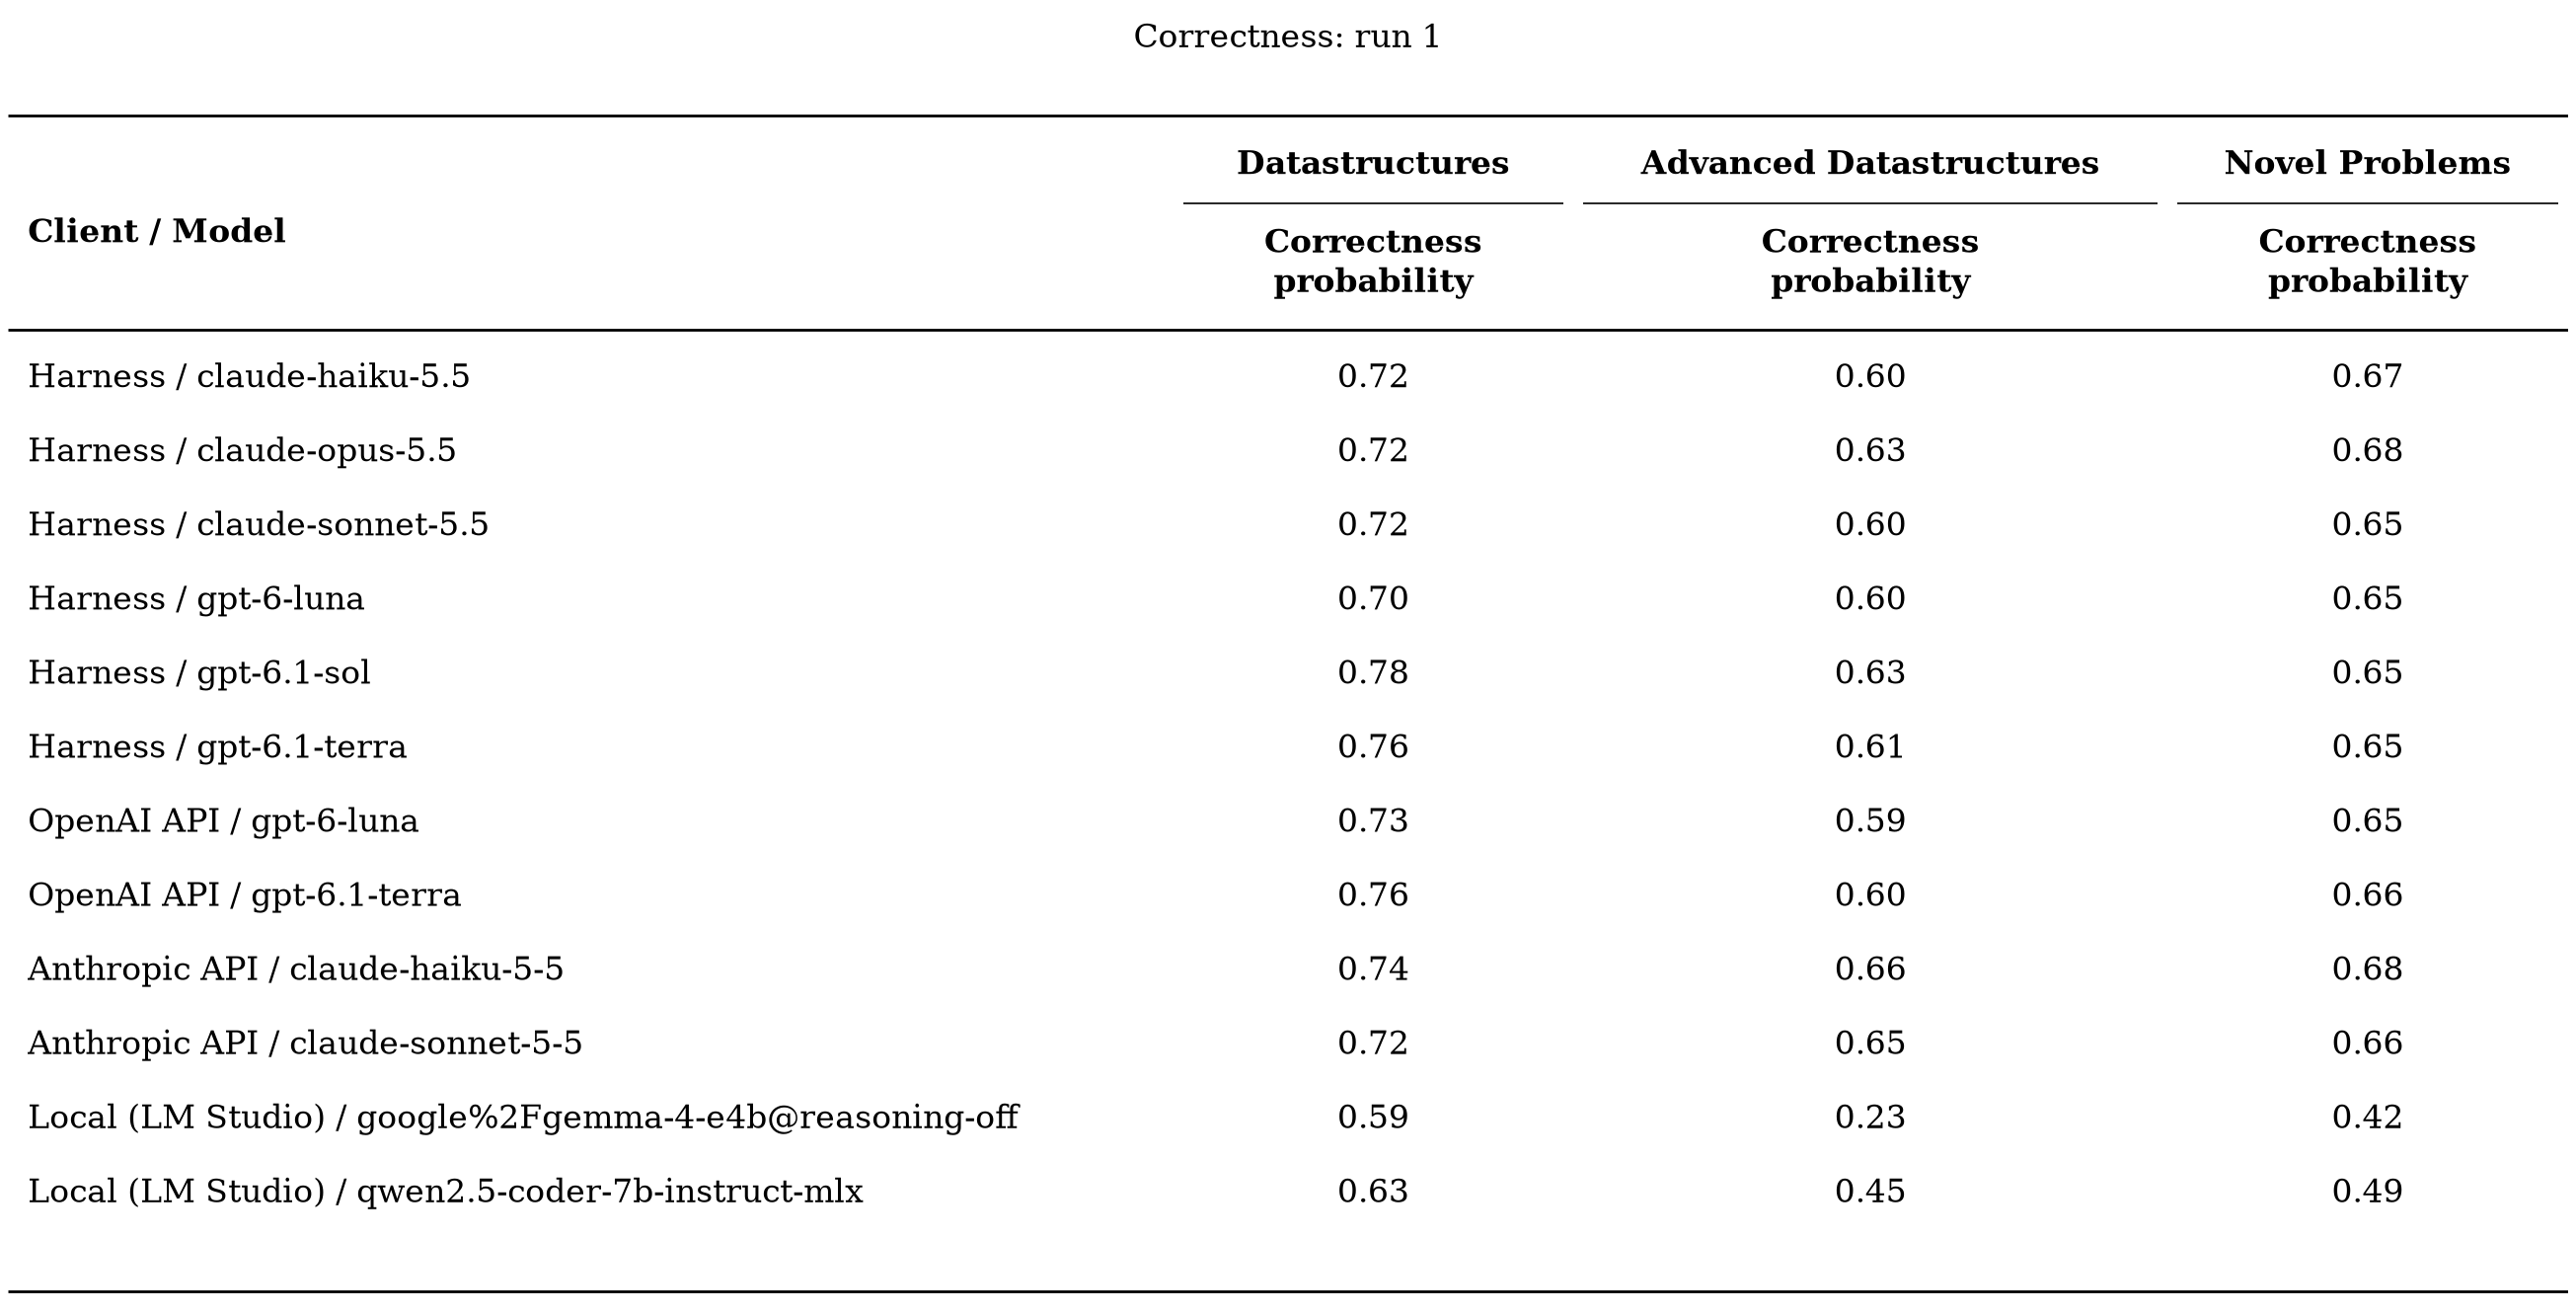 Correctness: run 1
Datastructures Advanced Datastructures Novel Problems
Client / Model
Correctness probability Correctness probability Correctness probability
Harness / claude-haiku-5.5 0.72 0.60 0.67
Harness / claude-opus-5.5 0.72 0.63 0.68
Harness / claude-sonnet-5.5 0.72 0.60 0.65
Harness / gpt-6-luna 0.70 0.60 0.65
Harness / gpt-6.1-sol 0.78 0.63 0.65
Harness / gpt-6.1-terra 0.76 0.61 0.65
OpenAI API / gpt-6-luna 0.73 0.59 0.65
OpenAI API / gpt-6.1-terra 0.76 0.60 0.66
Anthropic API / claude-haiku-5-5 0.74 0.66 0.68
Anthropic API / claude-sonnet-5-5 0.72 0.65 0.66
Local (LM Studio) / google%2Fgemma-4-e4b@reasoning-off 0.59 0.23 0.42
Local (LM Studio) / qwen2.5-coder-7b-instruct-mlx 0.63 0.45 0.49